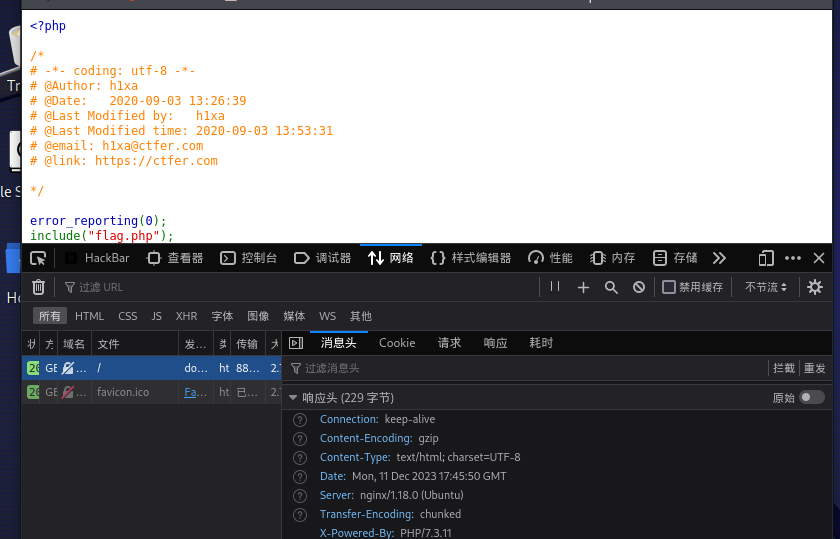 <?php
/*
# -*- coding: utf-8 -*-
# @Author: h1xa
# @Date:   2020-09-03 13:26:39
# @Last Modified by:   h1xa
# @Last Modified time: 2020-09-03 13:53:31
# @email: h1xa@ctfer.com
# @link: https://ctfer.com
*/
error_reporting(0);
include("flag.php");
HackBar 查看器 控制台 调试器 网络 样式编辑器 性能 内存 存储
过滤 URL 禁用缓存 不节流
所有 HTML CSS JS XHR 字体 图像 媒体 WS 其他
域名 文件 发… 传输
消息头 Cookie 请求 响应 耗时
20 GE … / do… ht 88… 2.
过滤消息头 拦截 重发
20 GE … favicon.ico Fa… ht 已… 2.
响应头 (229 字节) 原始
Connection: keep-alive
Content-Encoding: gzip
Content-Type: text/html; charset=UTF-8
Date: Mon, 11 Dec 2023 17:45:50 GMT
Server: nginx/1.18.0 (Ubuntu)
Transfer-Encoding: chunked
X-Powered-By: PHP/7.3.11